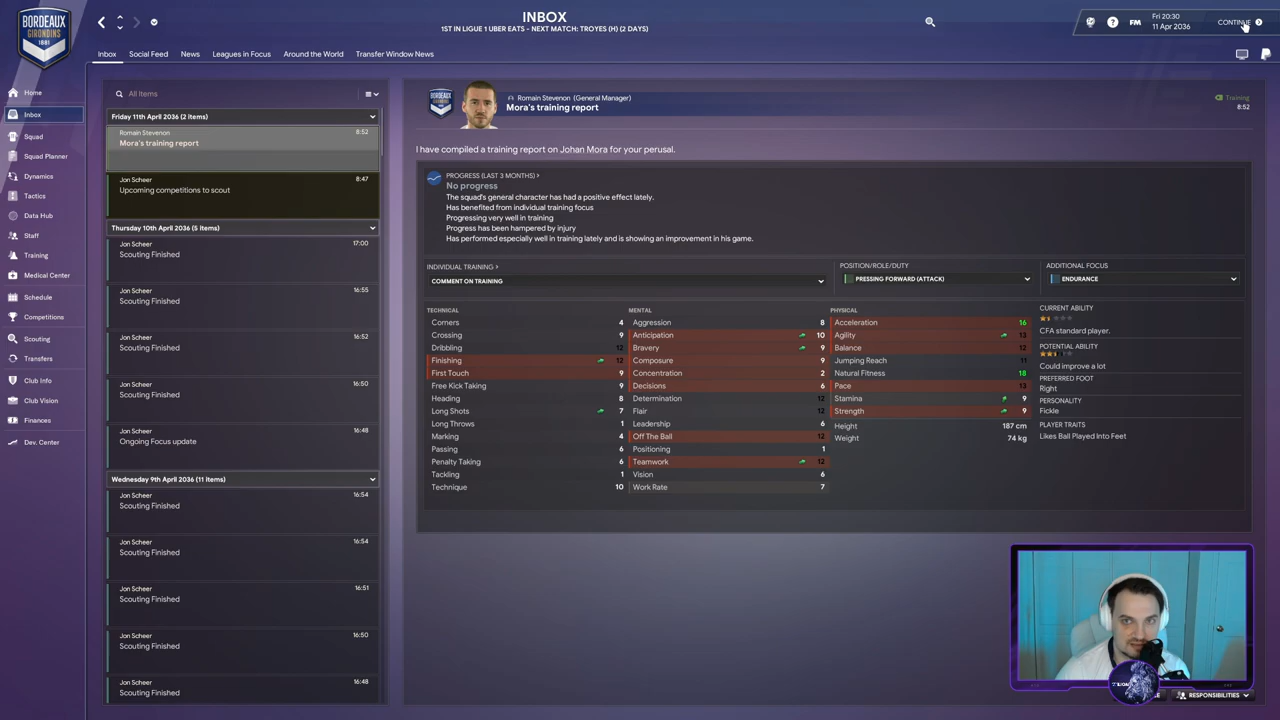 BORDEAUX
GIRONDINS
1881
INBOX
1ST IN LIGUE 1 UBER EATS - NEXT MATCH: TROYES (H) (2 DAYS)
FM
Fri 20:30
11 Apr 2036
CONTINUE
Inbox
Social Feed
News
Leagues in Focus
Around the World
Transfer Window News
Home
Inbox
Squad
Squad Planner
Dynamics
Tactics
Data Hub
Staff
Training
Medical Center
Schedule
Competitions
Scouting
Transfers
Club Info
Club Vision
Finances
Dev. Center
All Items
Friday 11th April 2036 (2 items)
Romain Stevenon 8:52
Mora's training report
Jon Scheer 8:47
Upcoming competitions to scout
Thursday 10th April 2036 (5 items)
Jon Scheer 17:00
Scouting Finished
Jon Scheer 16:55
Scouting Finished
Jon Scheer 16:52
Scouting Finished
Jon Scheer 16:50
Scouting Finished
Jon Scheer 16:48
Ongoing Focus update
Wednesday 9th April 2036 (11 items)
Jon Scheer 16:54
Scouting Finished
Jon Scheer 16:54
Scouting Finished
Jon Scheer 16:51
Scouting Finished
Jon Scheer 16:50
Scouting Finished
Jon Scheer 16:48
Scouting Finished
Romain Stevenon (General Manager)
Mora's training report
Training
8:52
I have compiled a training report on Johan Mora for your perusal.
PROGRESS (LAST 3 MONTHS) >
No progress
The squad's general character has had a positive effect lately.
Has benefited from individual training focus
Progressing very well in training
Progress has been hampered by injury
Has performed especially well in training lately and is showing an improvement in his game.
INDIVIDUAL TRAINING >
COMMENT ON TRAINING
POSITION/ROLE/DUTY
PRESSING FORWARD (ATTACK)
ADDITIONAL FOCUS
ENDURANCE
TECHNICAL
Corners 4
Crossing 9
Dribbling 12
Finishing 12
First Touch 9
Free Kick Taking 9
Heading 8
Long Shots 7
Long Throws 1
Marking 4
Passing 6
Penalty Taking 6
Tackling 1
Technique 10
MENTAL
Aggression 8
Anticipation 10
Bravery 9
Composure 9
Concentration 2
Decisions 6
Determination 12
Flair 12
Leadership 6
Off The Ball 12
Positioning 1
Teamwork 12
Vision 6
Work Rate 7
PHYSICAL
Acceleration 16
Agility 13
Balance 12
Jumping Reach 11
Natural Fitness 18
Pace 13
Stamina 9
Strength 9
Height 187 cm
Weight 74 kg
CURRENT ABILITY
CFA standard player.
POTENTIAL ABILITY
Could improve a lot
PREFERRED FOOT
Right
PERSONALITY
Fickle
PLAYER TRAITS
Likes Ball Played Into Feet
RESPONSIBILITIES